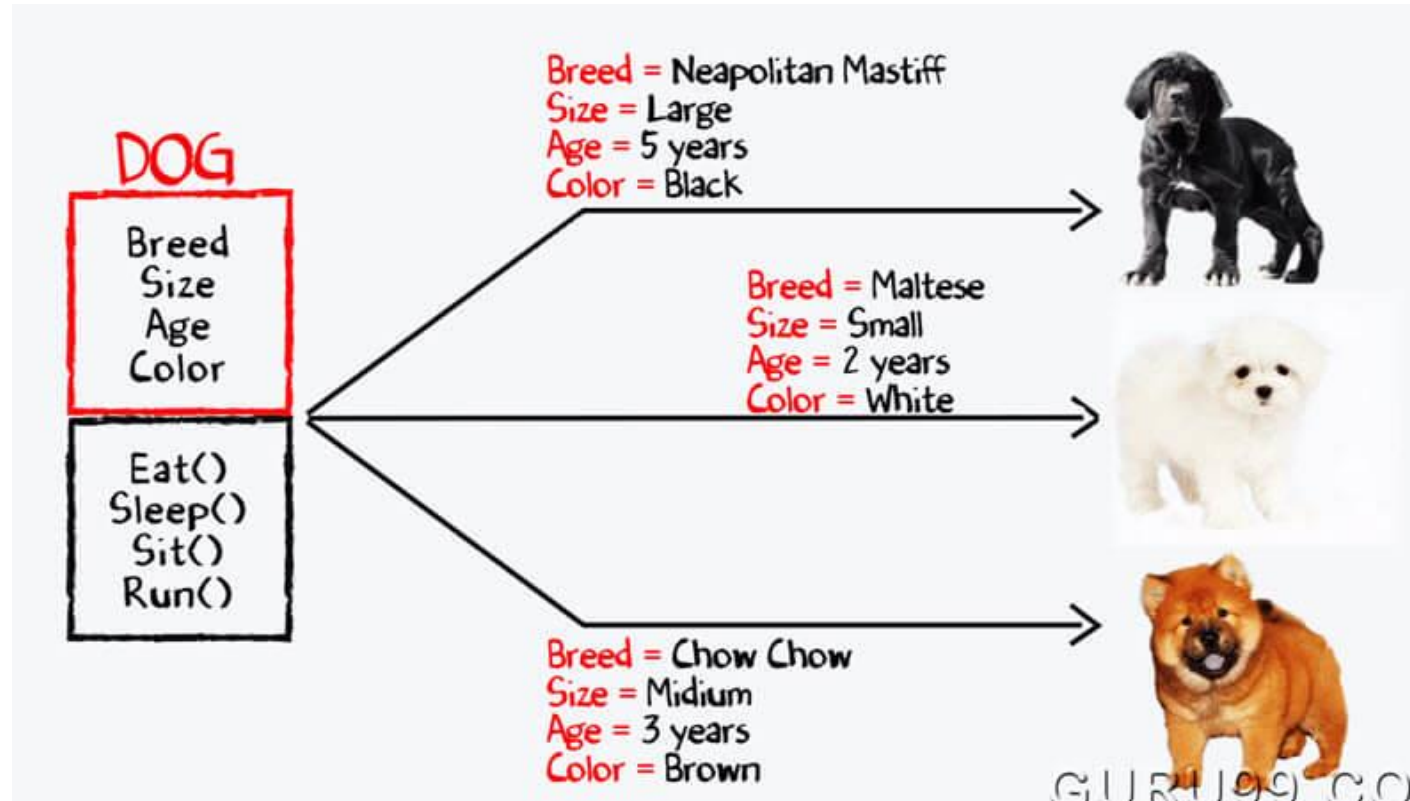 DOG
Breed
Size
Age
Color
Eat()
Sleep()
Sit()
Run()
Breed = Neapolitan Mastiff
Size = Large
Age = 5 years
Color = Black
Breed = Maltese
Size = Small
Age = 2 years
Color = White
Breed = Chow Chow
Size = Midium
Age = 3 years
Color = Brown
GURU99.CO